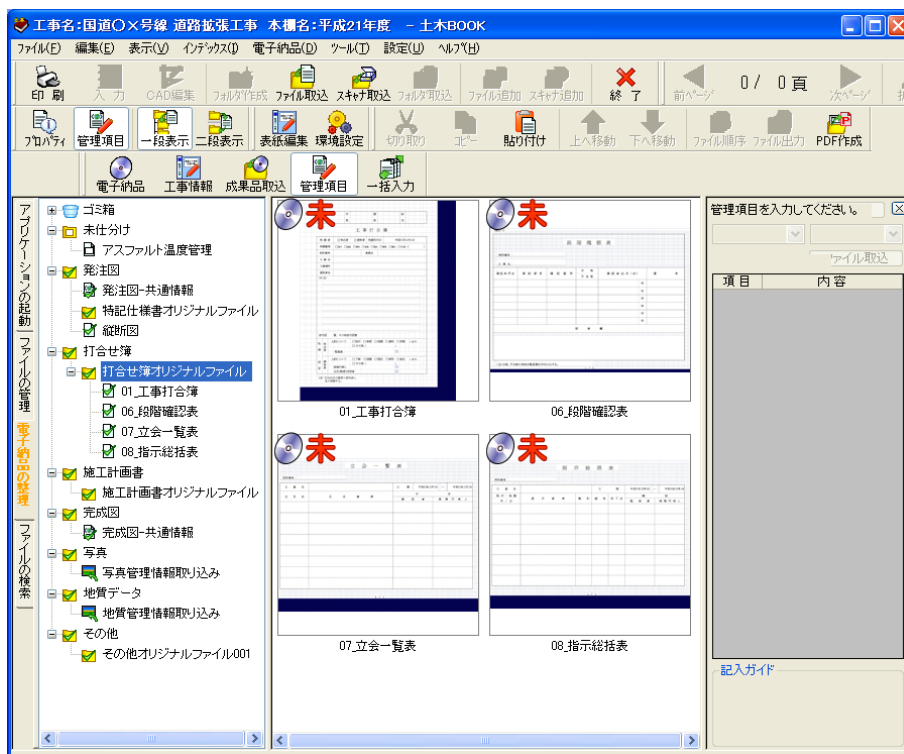 工事名:国道〇×号線 道路拡張工事 本棚名:平成21年度 - 土木BOOK
ファイル(F) 編集(E) 表示(V) インデックス(I) 電子納品(D) ツール(T) 設定(U) ヘルプ(H)
印刷 入力 CAD編集 フォルダ作成 ファイル取込 スキャナ取込 フォルダ取込 ファイル追加 スキャナ追加 終了 前ページ 0/ 0頁 次ページ
プロパティ 管理項目 一段表示 二段表示 表紙編集 環境設定 切り取り コピー 貼り付け 上へ移動 下へ移動 ファイル順序 ファイル出力 PDF作成
電子納品 工事情報 成果品取込 管理項目 一括入力
アプリケーションの起動
ファイルの管理
電子納品の整理
ファイルの検索
ゴミ箱
未仕分け
アスファルト温度管理
発注図
発注図-共通情報
特記仕様書オリジナルファイル
縦断図
打合せ簿
打合せ簿オリジナルファイル
01_工事打合簿
06_段階確認表
07_立会一覧表
08_指示総括表
施工計画書
施工計画書オリジナルファイル
完成図
完成図-共通情報
写真
写真管理情報取り込み
地質データ
地質管理情報取り込み
その他
その他オリジナルファイル001
未
工事打合簿
01_工事打合簿
未
段階確認表
06_段階確認表
未
立会一覧表
07_立会一覧表
未
指示総括表
08_指示総括表
管理項目を入力してください。
ァイル取込
項目 内容
記入ガイド